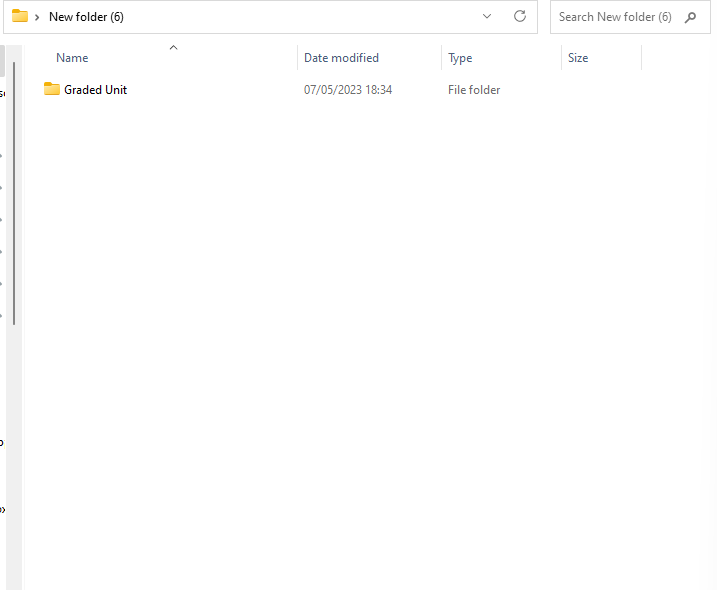 New folder (6)
Search New folder (6)
Name Date modified Type Size
Graded Unit 07/05/2023 18:34 File folder